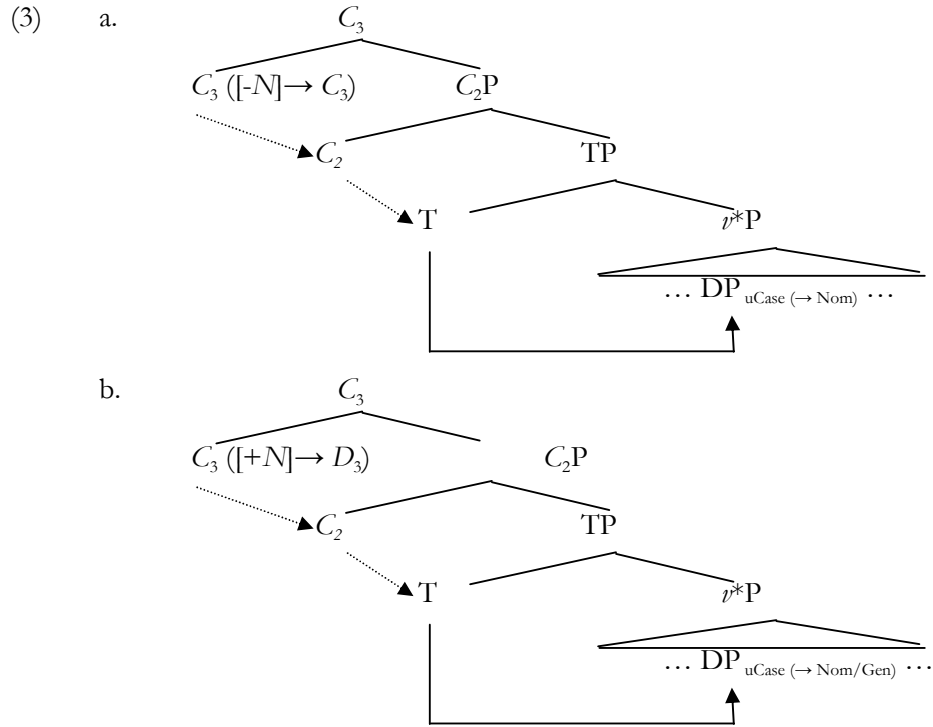 (3) a. C₃
C₃ ([-N]→ C₃) C₂P
C₂ TP
T v*P
… DP uCase (→ Nom) …
b. C₃
C₃ ([+N]→ D₃) C₂P
C₂ TP
T v*P
… DP uCase (→ Nom/Gen) …